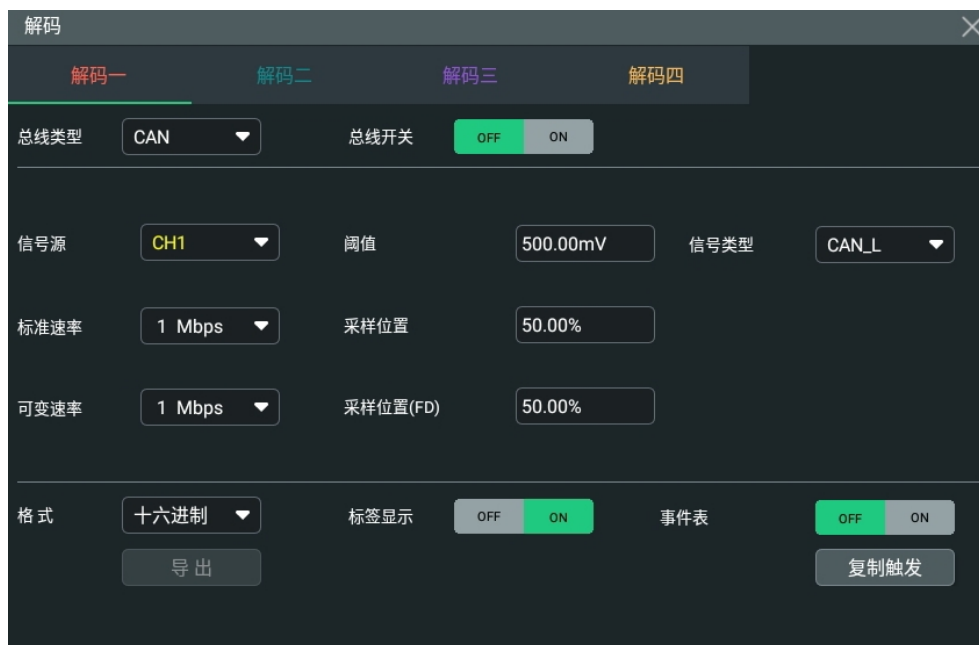 解码
解码一 解码二 解码三 解码四
总线类型 CAN 总线开关 OFF ON
信号源 CH1 阈值 500.00mV 信号类型 CAN_L
标准速率 1 Mbps 采样位置 50.00%
可变速率 1 Mbps 采样位置(FD) 50.00%
格式 十六进制 标签显示 OFF ON 事件表 OFF ON
导出 复制触发